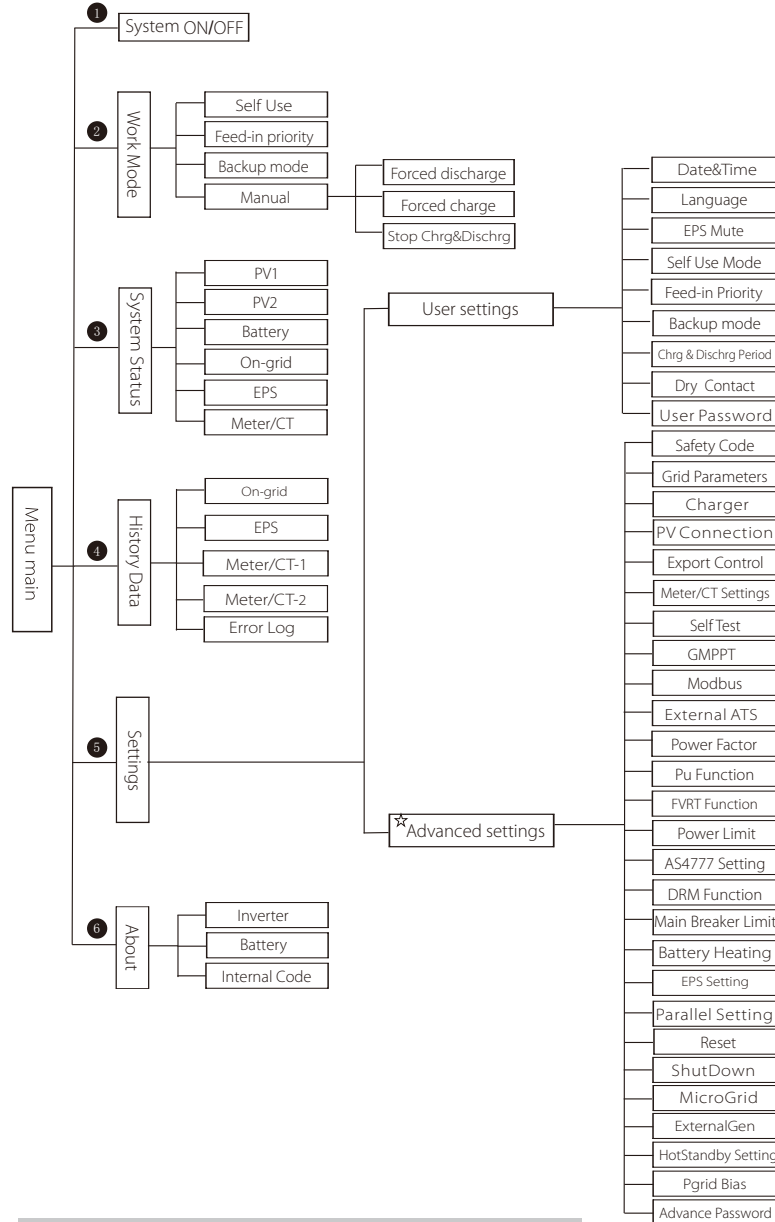 Menu main
1
System ON/OFF
2
Work Mode
Self Use
Feed-in priority
Backup mode
Manual
Forced discharge
Forced charge
Stop Chrg&Dischrg
3
System Status
PV1
PV2
Battery
On-grid
EPS
Meter/CT
4
History Data
On-grid
EPS
Meter/CT-1
Meter/CT-2
Error Log
5
Settings
User settings
Date&Time
Language
EPS Mute
Self Use Mode
Feed-in Priority
Backup mode
Chrg & Dischrg Period
Dry Contact
User Password
☆Advanced settings
Safety Code
Grid Parameters
Charger
PV Connection
Export Control
Meter/CT Settings
Self Test
GMPPT
Modbus
External ATS
Power Factor
Pu Function
FVRT Function
Power Limit
AS4777 Setting
DRM Function
Main Breaker Limit
Battery Heating
EPS Setting
Parallel Setting
Reset
ShutDown
MicroGrid
ExternalGen
HotStandby Setting
Pgrid Bias
Advance Password
6
About
Inverter
Battery
Internal Code